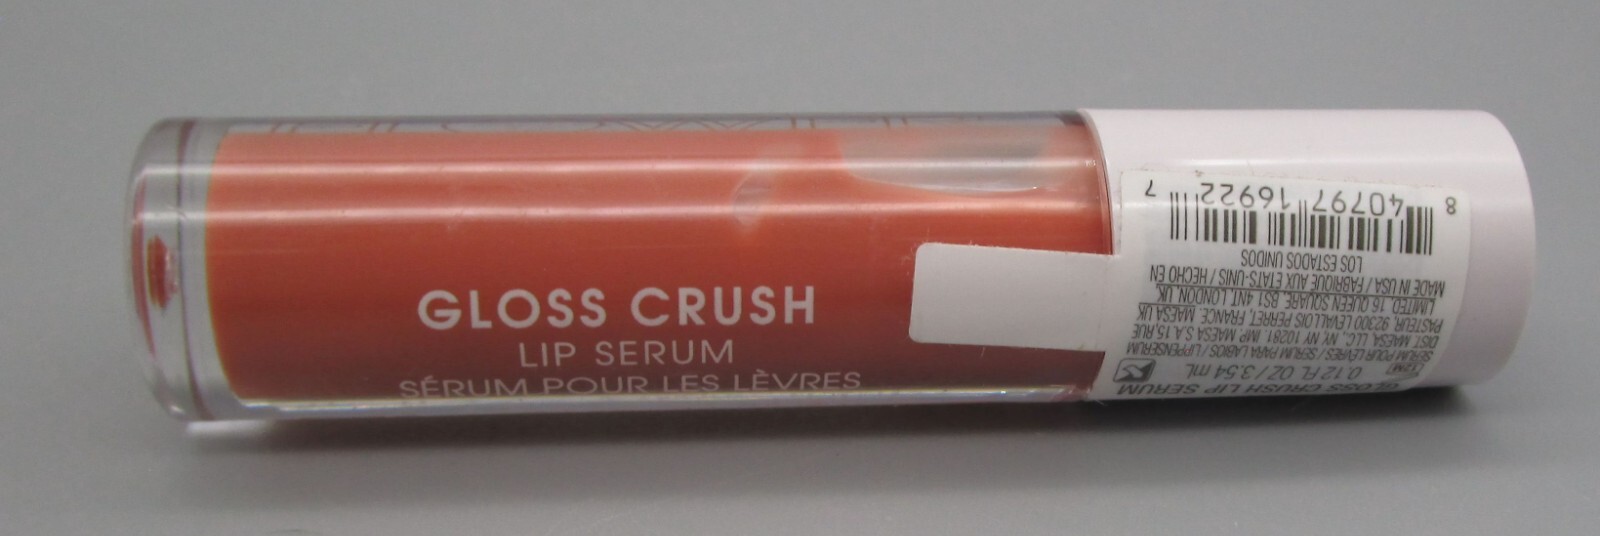 GLOSS CRUSH
LIP SERUM
SÉRUM POUR LES LÈVRES
GLOSS CRUSH LIP SERUM
0.12 FL OZ / 3.54 mL
SÉRUM POUR LÈVRES / SÉRUM PARA LABIOS / LIPPENSERUM
DIST. MAESA, LLC., NY, NY 10281 IMP. MAESA S.A. 15, RUE
PASTEUR, 92300 LEVALLOIS PERRET, FRANCE. MAESA UK
LIMITED, 16 QUEEN SQUARE, BS1 4NT, LONDON, UK.
MADE IN USA / FABRIQUÉ AUX ÉTATS-UNIS / HECHO EN
LOS ESTADOS UNIDOS
8 40797 16922 7